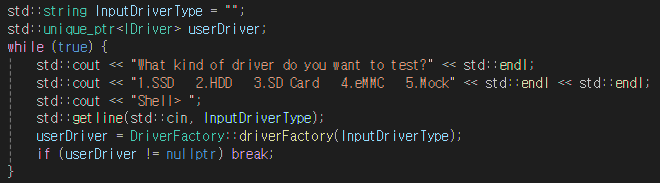 std::string InputDriverType = "";
std::unique_ptr<IDriver> userDriver;
while (true) {
    std::cout << "What kind of driver do you want to test?" << std::endl;
    std::cout << "1.SSD   2.HDD   3.SD Card   4.eMMC   5.Mock" << std::endl << std::endl;
    std::cout << "Shell> ";
    std::getline(std::cin, InputDriverType);
    userDriver = DriverFactory::driverFactory(InputDriverType);
    if (userDriver != nullptr) break;
}